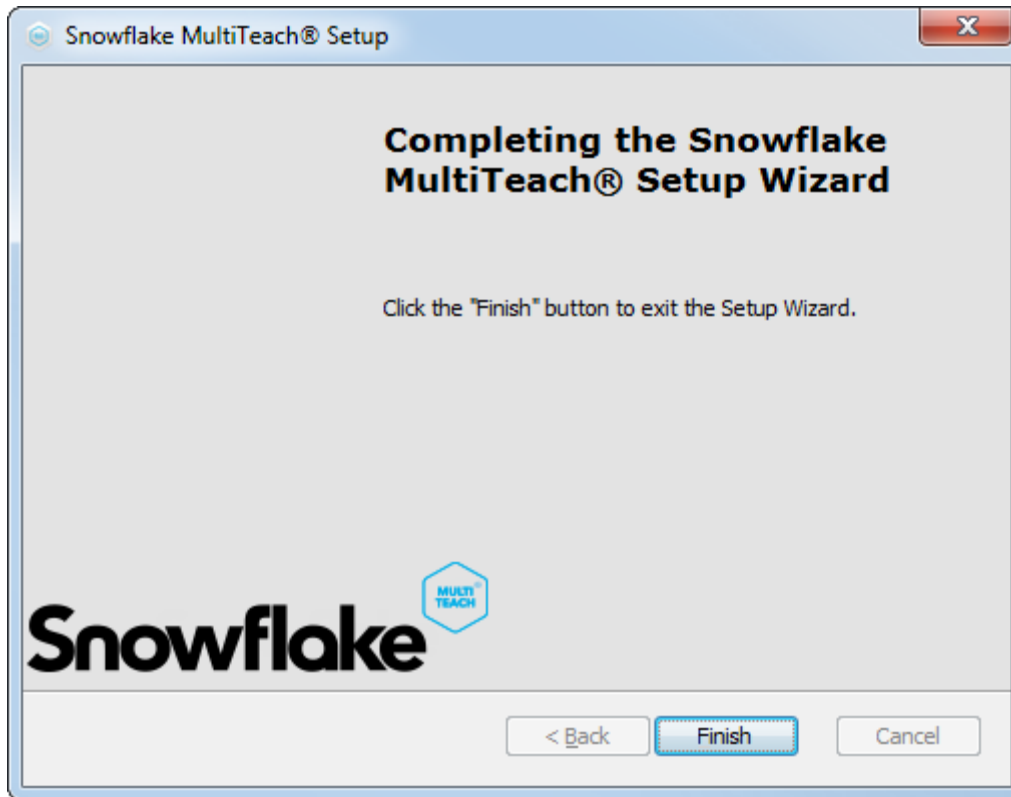 Snowflake MultiTeach® Setup
Completing the Snowflake
MultiTeach® Setup Wizard
Click the "Finish" button to exit the Setup Wizard.
MULTI®
TEACH
Snowflake
< Back
Finish
Cancel